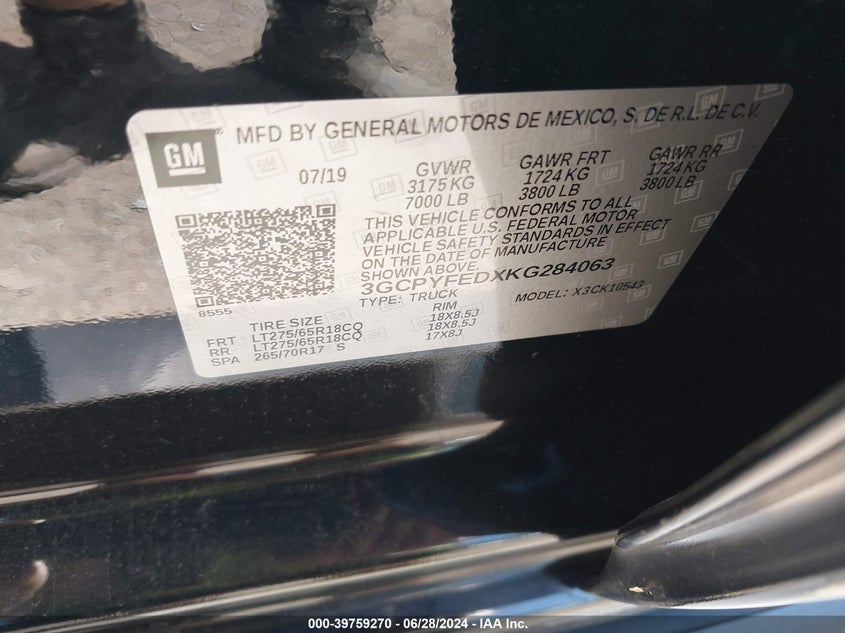 GM
MFD BY GENERAL MOTORS DE MEXICO, S. DE R.L. DE C.V.
07/19 GVWR GAWR FRT GAWR RR
3175 KG 1724 KG 1724 KG
7000 LB 3800 LB 3800 LB
THIS VEHICLE CONFORMS TO ALL
APPLICABLE U.S. FEDERAL MOTOR
VEHICLE SAFETY STANDARDS IN EFFECT
ON THE DATE OF MANUFACTURE
SHOWN ABOVE.
3GCPYFEDXKG284063
8555 TYPE: TRUCK MODEL: X3CK10543
TIRE SIZE RIM
FRT LT275/65R18CQ 18X8.5J
RR LT275/65R18CQ 18X8.5J
SPA 265/70R17 S 17X8J
000-39759270 - 06/28/2024 - IAA Inc.